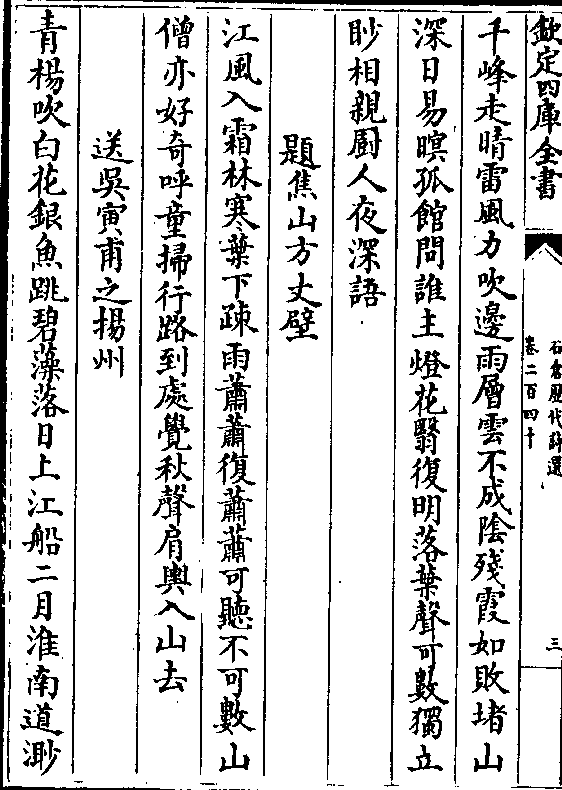 欽定四庫全書
石倉歷代詩選
卷二百四十
三
千峰走晴雷風力吹邊雨層雲不成陰殘霞如敗堵山
深日易暝孤館問誰主燈花翳復明落葉聲可數獨立
眇相親厨人夜深語
題焦山方丈壁
江風入霜林寒葉下疎雨蕭蕭復蕭蕭可聽不可數山
僧亦好奇呼童掃行路到處覺秋聲肩輿入山去
送吳寅甫之揚州
青楊吹白花銀魚跳碧藻落日上江船二月淮南道渺